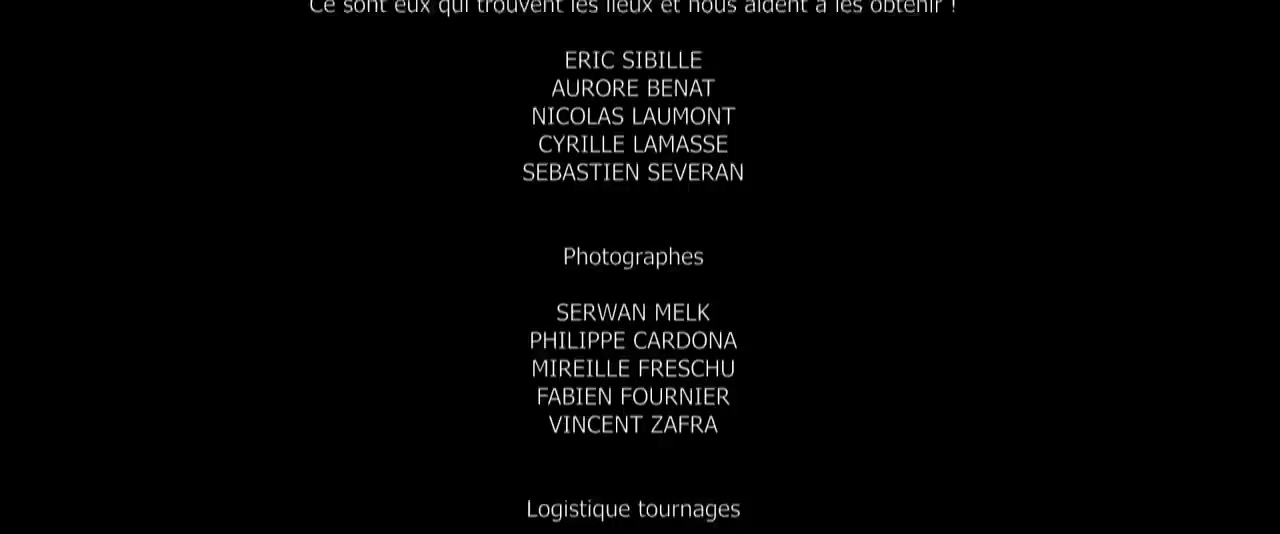 Ce sont eux qui trouvent les lieux et nous aident à les obtenir !
ERIC SIBILLE
AURORE BENAT
NICOLAS LAUMONT
CYRILLE LAMASSE
SEBASTIEN SEVERAN
Photographes
SERWAN MELK
PHILIPPE CARDONA
MIREILLE FRESCHU
FABIEN FOURNIER
VINCENT ZAFRA
Logistique tournages